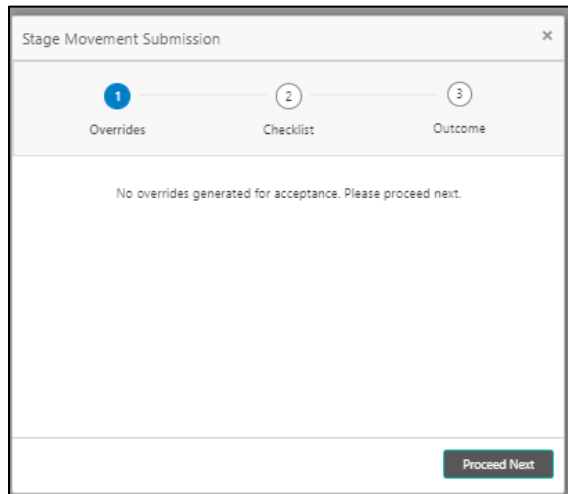 Stage Movement Submission ×
1 2 3
Overrides Checklist Outcome
No overrides generated for acceptance. Please proceed next.
Proceed Next